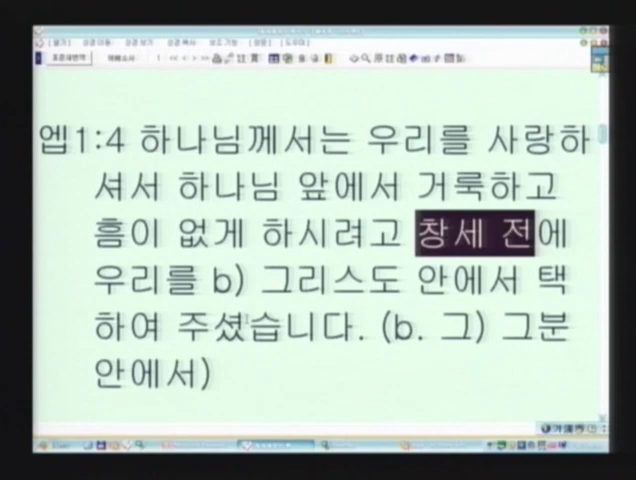 엡1:4 하나님께서는 우리를 사랑하
셔서 하나님 앞에서 거룩하고
흠이 없게 하시려고 창세 전에
우리를 b) 그리스도 안에서 택
하여 주셨습니다. (b. 그) 그분
안에서)